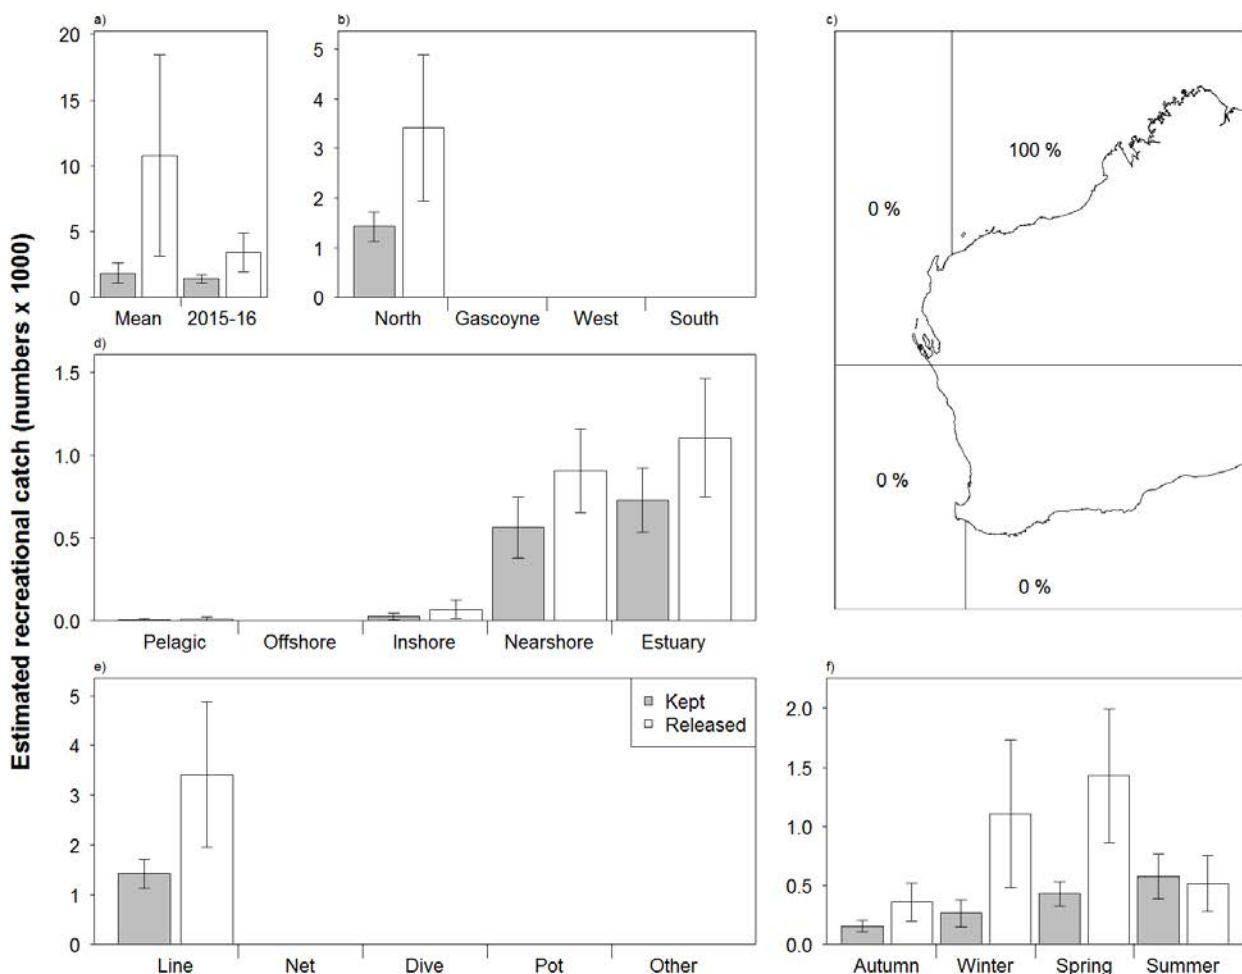 a)
20
15
10
5
0
Mean 2015-16
b)
5
4
3
2
1
0
North Gascoyne West South
c)
100 %
0 %
0 %
0 %
Estimated recreational catch (numbers x 1000)
d)
1.5
1.0
0.5
0.0
Pelagic Offshore Inshore Nearshore Estuary
e)
5
4
3
2
1
0
Kept
Released
Line Net Dive Pot Other
f)
2.0
1.5
1.0
0.5
0.0
Autumn Winter Spring Summer